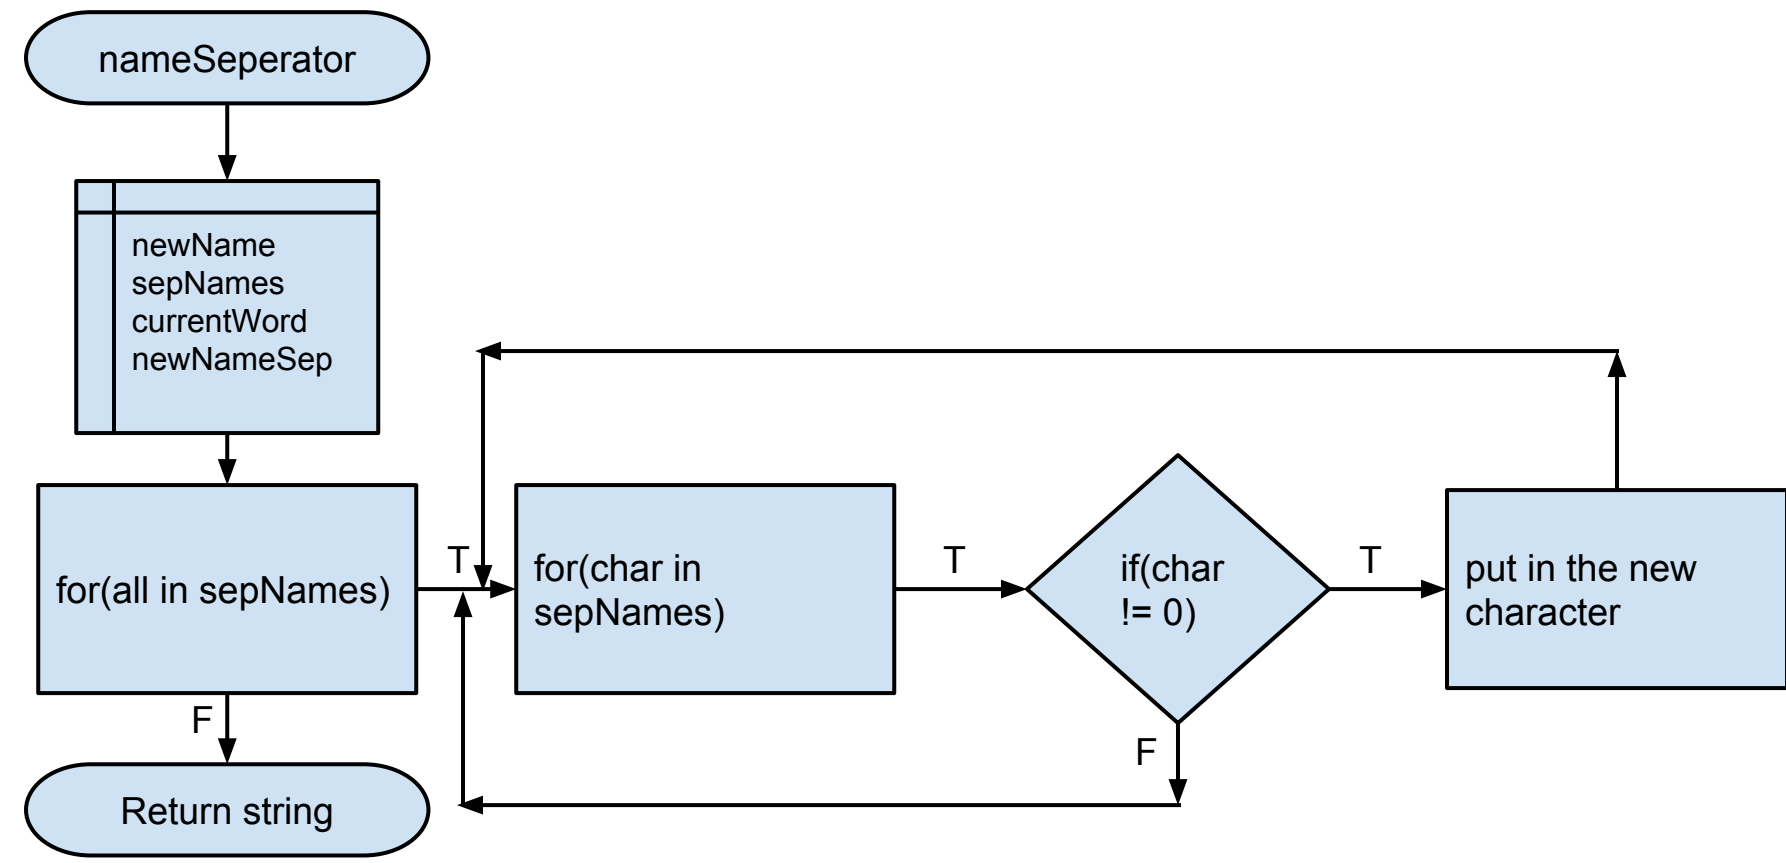 nameSeperator
newName
sepNames
currentWord
newNameSep
for(all in sepNames)
T
for(char in
sepNames)
T
if(char
!= 0)
T
put in the new
character
F
F
Return string